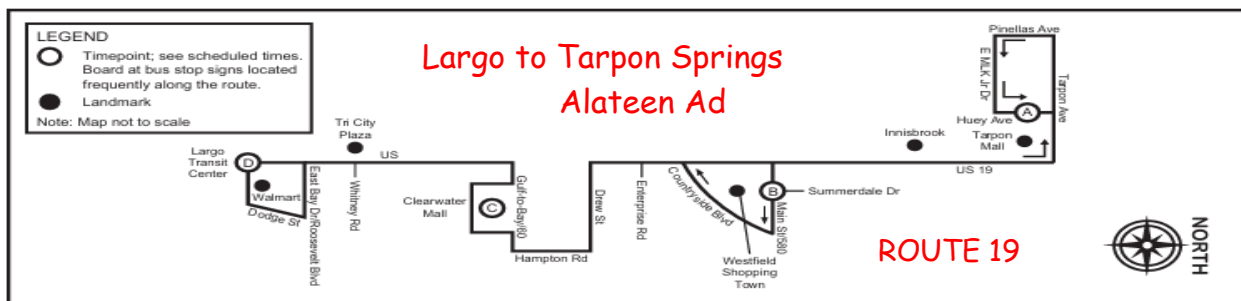 LEGEND
Timepoint; see scheduled times.
Board at bus stop signs located
frequently along the route.
Landmark
Note: Map not to scale
Largo to Tarpon Springs
Alateen Ad
Pinellas Ave
E MLK Jr Dr
Tarpon Ave
Huey Ave
A
Tarpon
Mall
Innisbrook
US 19
Tri City
Plaza
US
Largo
Transit
Center
D
Walmart
Dodge St
East Bay Dr/Roosevelt Blvd
Whitney Rd
Clearwater
Mall
C
Gulf-to-Bay/60
Hampton Rd
Drew St
Enterprise Rd
Countryside Blvd
B
Summerdale Dr
Main St/580
Westfield
Shopping
Town
ROUTE 19
NORTH